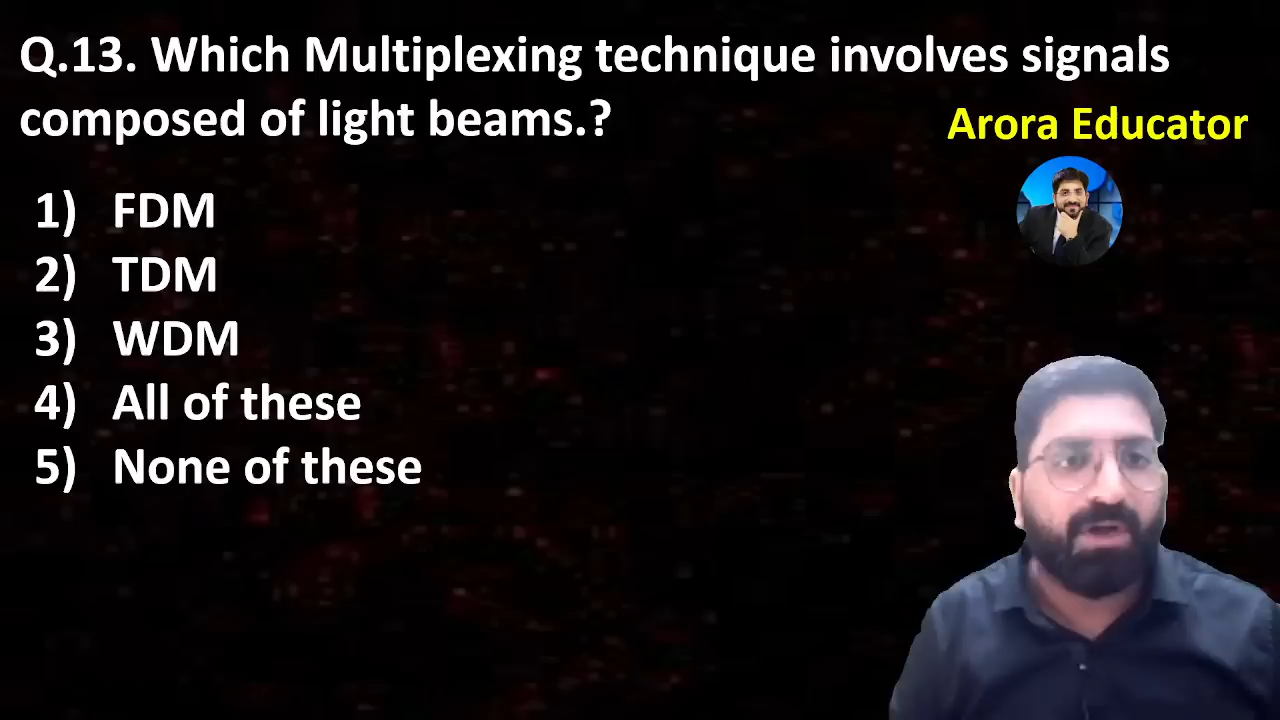 Q.13. Which Multiplexing technique involves signals
composed of light beams.?
Arora Educator
1) FDM
2) TDM
3) WDM
4) All of these
5) None of these